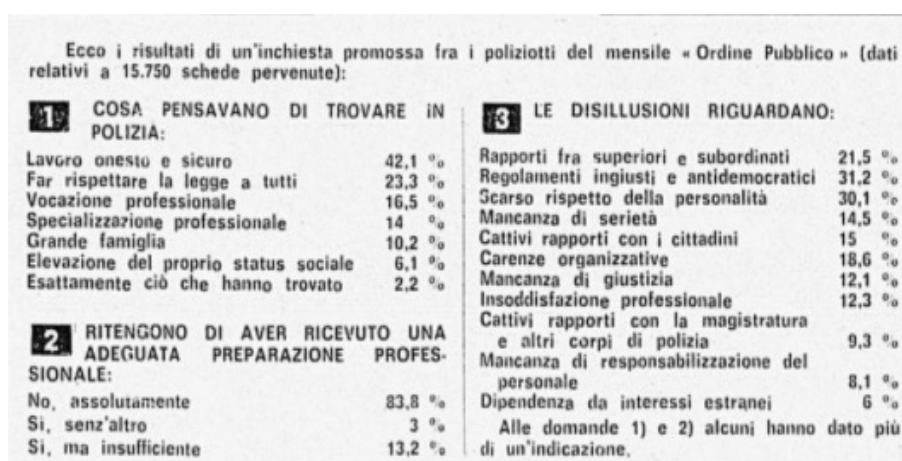 Ecco i risultati di un'inchiesta promossa fra i poliziotti del mensile « Ordine Pubblico » (dati
relativi a 15.750 schede pervenute):
1 COSA PENSAVANO DI TROVARE IN
POLIZIA:
Lavoro onesto e sicuro 42,1 %
Far rispettare la legge a tutti 23,3 %
Vocazione professionale 16,5 %
Specializzazione professionale 14 %
Grande famiglia 10,2 %
Elevazione del proprio status sociale 6,1 %
Esattamente ciò che hanno trovato 2,2 %
2 RITENGONO DI AVER RICEVUTO UNA
ADEGUATA PREPARAZIONE PROFES-
SIONALE:
No, assolutamente 83,8 %
Si, senz'altro 3 %
Si, ma insufficiente 13,2 %
3 LE DISILLUSIONI RIGUARDANO:
Rapporti fra superiori e subordinati 21,5 %
Regolamenti ingiusti e antidemocratici 31,2 %
Scarso rispetto della personalità 30,1 %
Mancanza di serietà 14,5 %
Cattivi rapporti con i cittadini 15 %
Carenze organizzative 18,6 %
Mancanza di giustizia 12,1 %
Insoddisfazione professionale 12,3 %
Cattivi rapporti con la magistratura
e altri corpi di polizia 9,3 %
Mancanza di responsabilizzazione del
personale 8,1 %
Dipendenza da interessi estranei 6 %
Alle domande 1) e 2) alcuni hanno dato più
di un'indicazione.